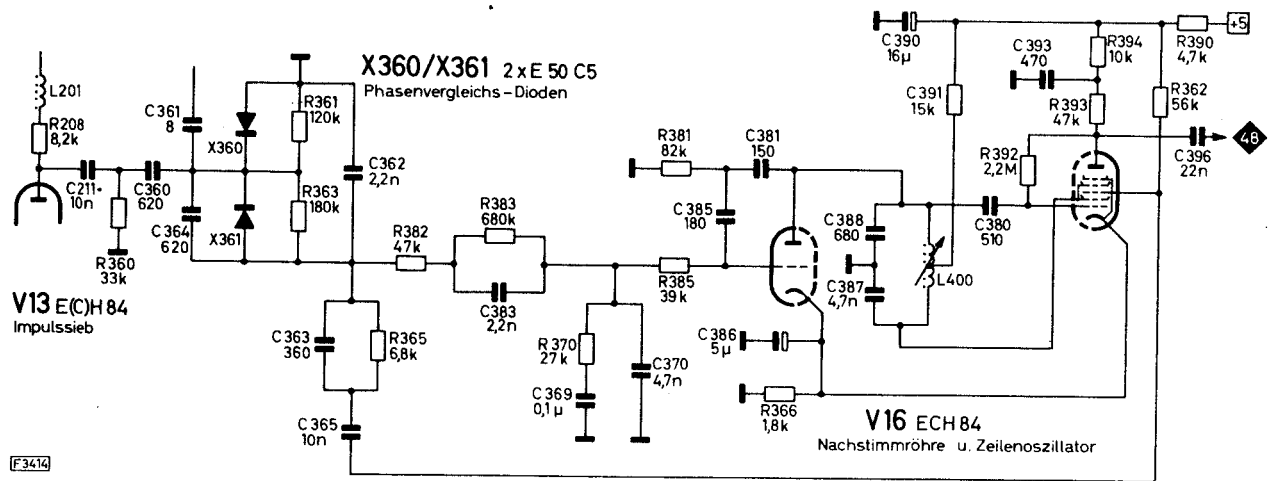 L201
R208
8,2k
C211
10n
R360
33k
C360
620
V13 E(C)H 84
Impulssieb
C361
8
C364
620
X360
X361
X360/X361 2 x E 50 C5
Phasenvergleichs-Dioden
R361
120k
R363
180k
C362
2,2n
R382
47k
R383
680k
C383
2,2n
C363
360
R365
6,8k
C365
10n
R370
27k
C369
0,1µ
C370
4,7n
R381
82k
C381
150
C385
180
R385
39k
C386
5µ
R366
1,8k
C388
680
C387
4,7n
L400
C390
16µ
C391
15k
C393
470
R394
10k
R393
47k
R390
4,7k
+5
R362
56k
R392
2,2M
C380
510
C396
22n
48
V16 ECH 84
Nachstimmröhre u. Zeilenoszillator
F3414